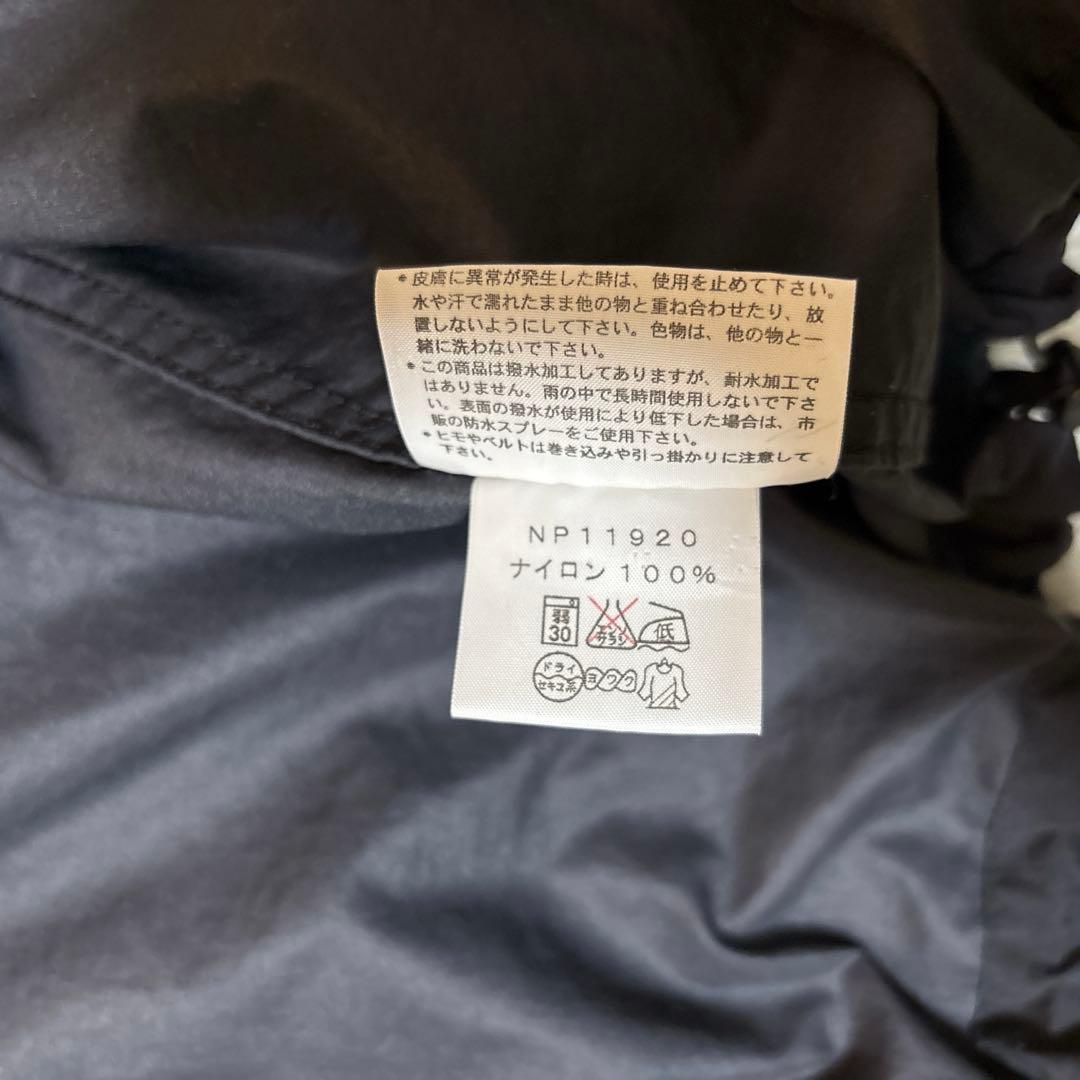 ＊皮膚に異常が発生した時は、使用を止めて下さい。
水や汗で濡れたまま他の物と重ね合わせたり、放
置しないようにして下さい。色物は、他の物と一
緒に洗わないで下さい。
＊この商品は撥水加工してありますが、耐水加工で
はありません。雨の中で長時間使用しないで下さ
い。表面の撥水が使用により低下した場合は、市
販の防水スプレーをご使用下さい。
＊ヒモやベルトは巻き込みや引っ掛かりに注意して
下さい。
NP11920
ナイロン100%
弱
30
エンソ
サラシ
低
ドライ
セキユ系
ヨワク